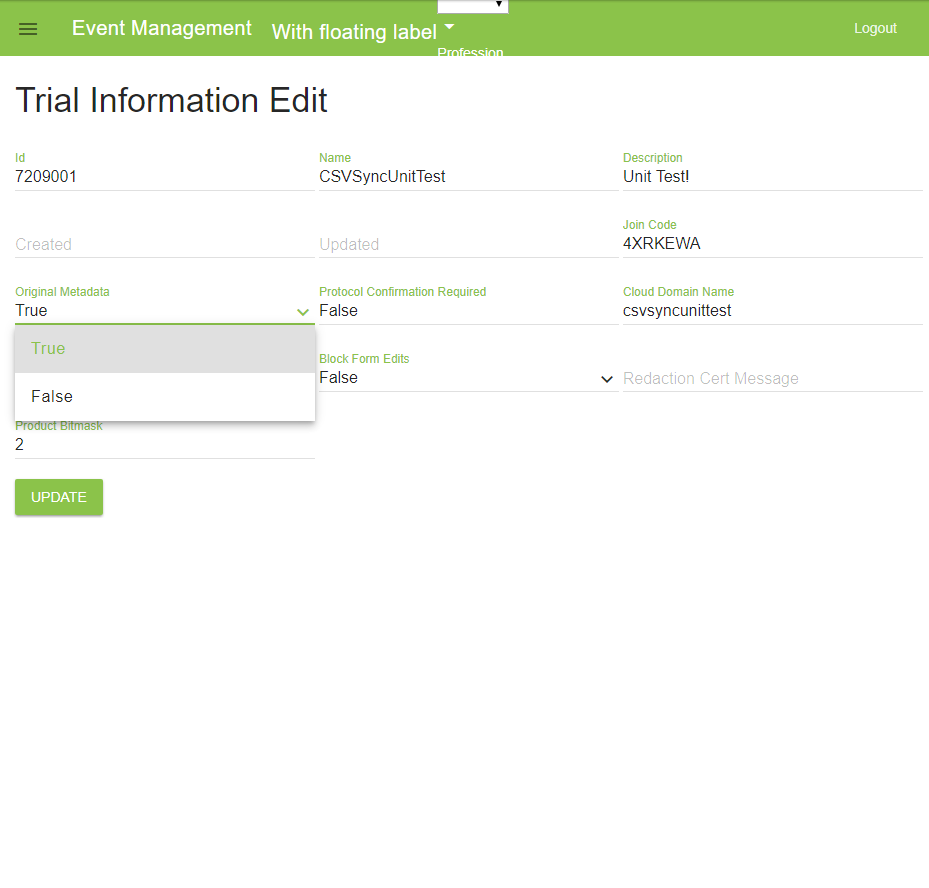 Event Management
With floating label
Profession
Logout
Trial Information Edit
Id
7209001
Name
CSVSyncUnitTest
Description
Unit Test!
Created
Updated
Join Code
4XRKEWA
Original Metadata
True
Protocol Confirmation Required
False
Cloud Domain Name
csvsyncunittest
True
False
Block Form Edits
False
Redaction Cert Message
Product Bitmask
2
UPDATE